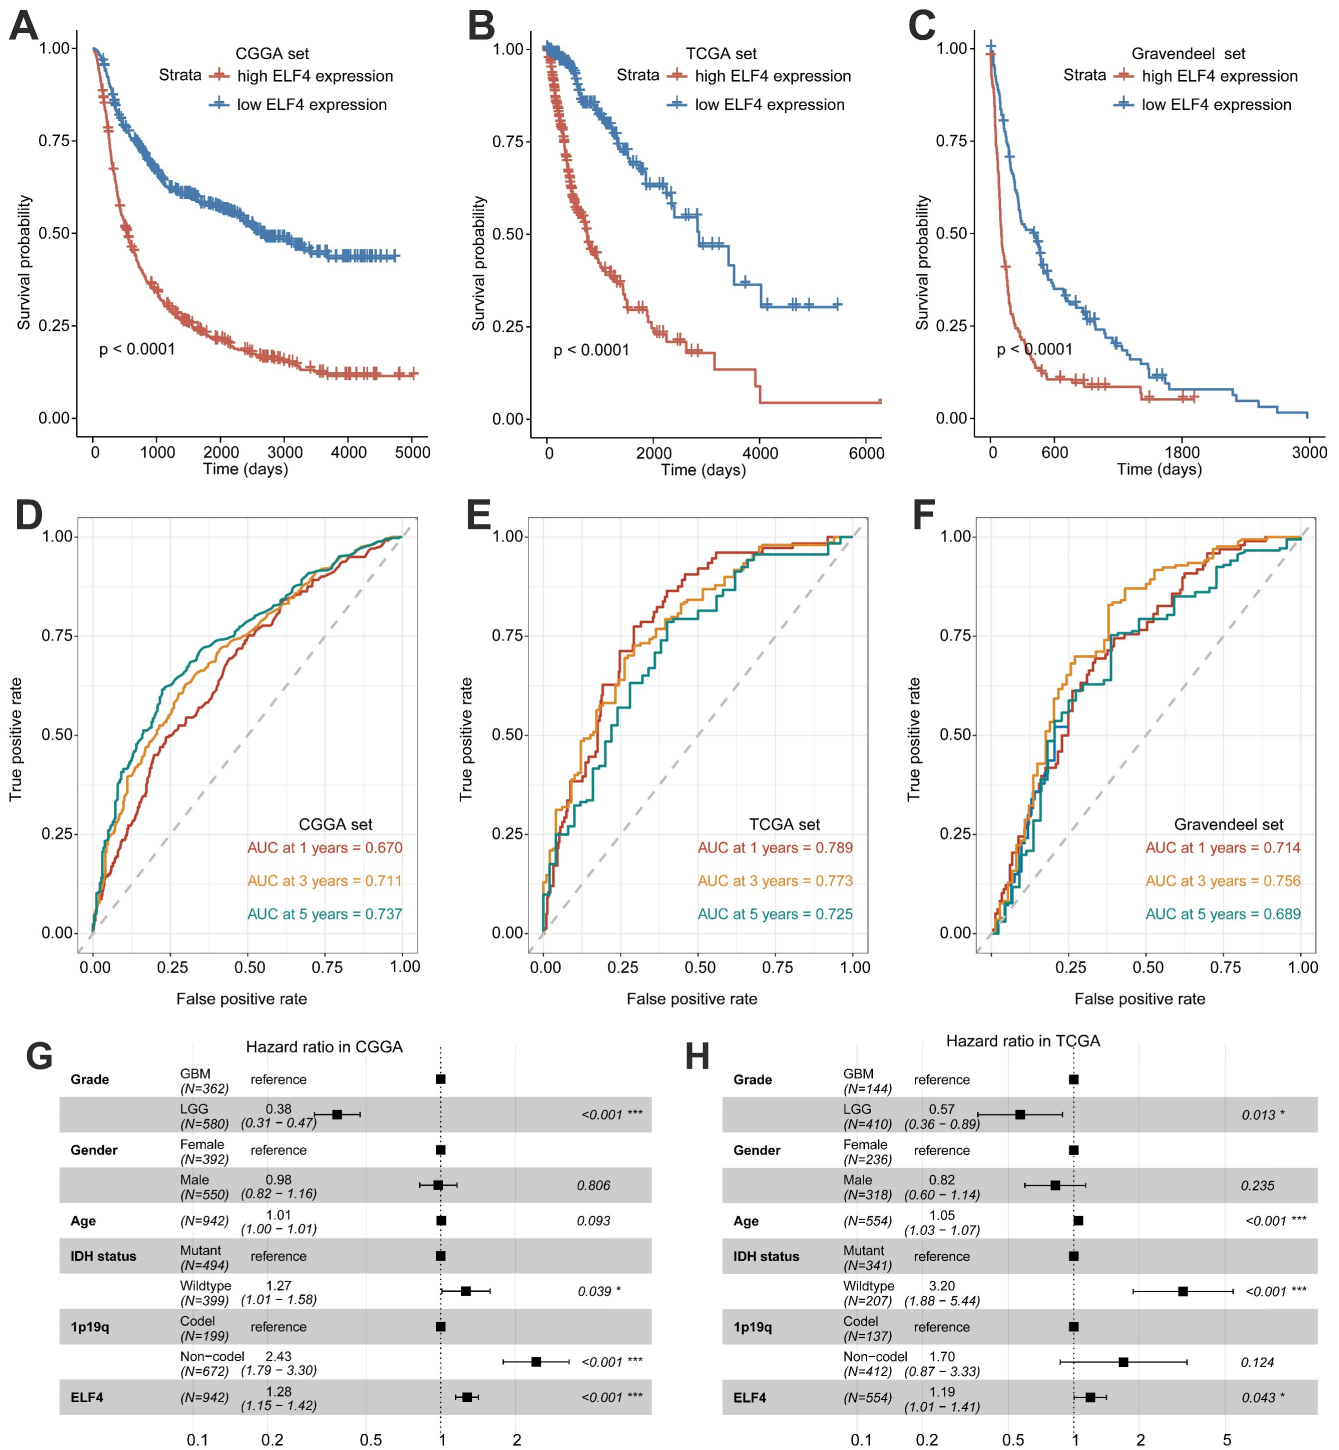 A
CGGA set
Strata
high ELF4 expression
low ELF4 expression
1.00
0.75
0.50
0.25
0.00
Survival probability
p < 0.0001
0 1000 2000 3000 4000 5000
Time (days)
B
TCGA set
Strata
high ELF4 expression
low ELF4 expression
1.00
0.75
0.50
0.25
0.00
Survival probability
p < 0.0001
0 2000 4000 6000
Time (days)
C
Gravendeel set
Strata
high ELF4 expression
low ELF4 expression
1.00
0.75
0.50
0.25
0.00
Survival probability
p < 0.0001
0 600 1800 3000
Time (days)
D
1.00
0.75
0.50
0.25
0.00
True positive rate
CGGA set
AUC at 1 years = 0.670
AUC at 3 years = 0.711
AUC at 5 years = 0.737
0.00 0.25 0.50 0.75 1.00
False positive rate
E
1.00
0.75
0.50
0.25
0.00
True positive rate
TCGA set
AUC at 1 years = 0.789
AUC at 3 years = 0.773
AUC at 5 years = 0.725
0.00 0.25 0.50 0.75 1.00
False positive rate
F
1.00
0.75
0.50
0.25
0.00
True positive rate
Gravendeel set
AUC at 1 years = 0.714
AUC at 3 years = 0.756
AUC at 5 years = 0.689
0.25 0.50 0.75 1.00
False positive rate
G
Hazard ratio in CGGA
Grade GBM (N=362) reference
LGG (N=580) 0.38 (0.31 − 0.47) <0.001 ***
Gender Female (N=392) reference
Male (N=550) 0.98 (0.82 − 1.16) 0.806
Age (N=942) 1.01 (1.00 − 1.01) 0.093
IDH status Mutant (N=494) reference
Wildtype (N=399) 1.27 (1.01 − 1.58) 0.039 *
1p19q Codel (N=199) reference
Non−codel (N=672) 2.43 (1.79 − 3.30) <0.001 ***
ELF4 (N=942) 1.28 (1.15 − 1.42) <0.001 ***
0.1 0.2 0.5 1 2
H
Hazard ratio in TCGA
Grade GBM (N=144) reference
LGG (N=410) 0.57 (0.36 − 0.89) 0.013 *
Gender Female (N=236) reference
Male (N=318) 0.82 (0.60 − 1.14) 0.235
Age (N=554) 1.05 (1.03 − 1.07) <0.001 ***
IDH status Mutant (N=341) reference
Wildtype (N=207) 3.20 (1.88 − 5.44) <0.001 ***
1p19q Codel (N=137) reference
Non−codel (N=412) 1.70 (0.87 − 3.33) 0.124
ELF4 (N=554) 1.19 (1.01 − 1.41) 0.043 *
0.1 0.2 0.5 1 2 5